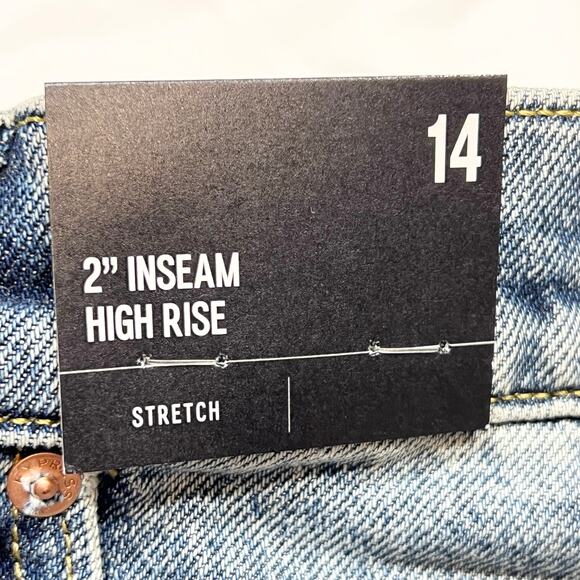 14
2” INSEAM
HIGH RISE
STRETCH